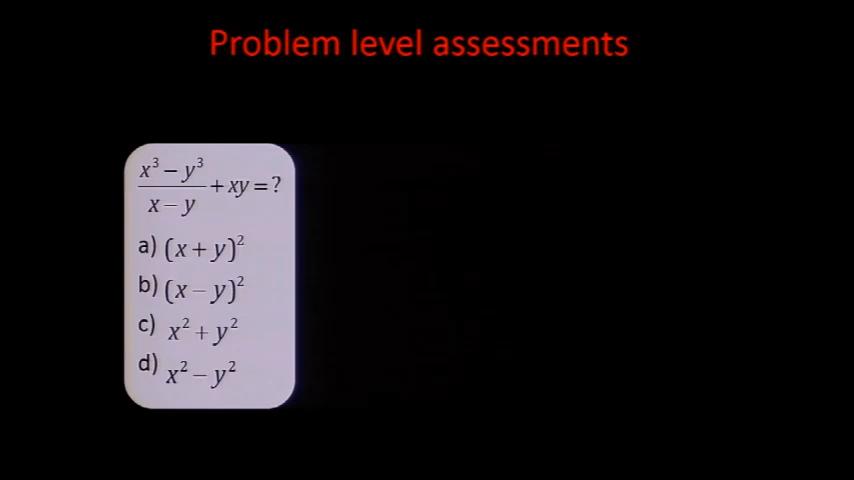 Problem level assessments
x³ − y³
───── + xy = ?
x − y
a) (x + y)²
b) (x − y)²
c) x² + y²
d) x² − y²